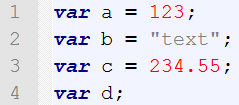 1 var a = 123;
2 var b = "text";
3 var c = 234.55;
4 var d;